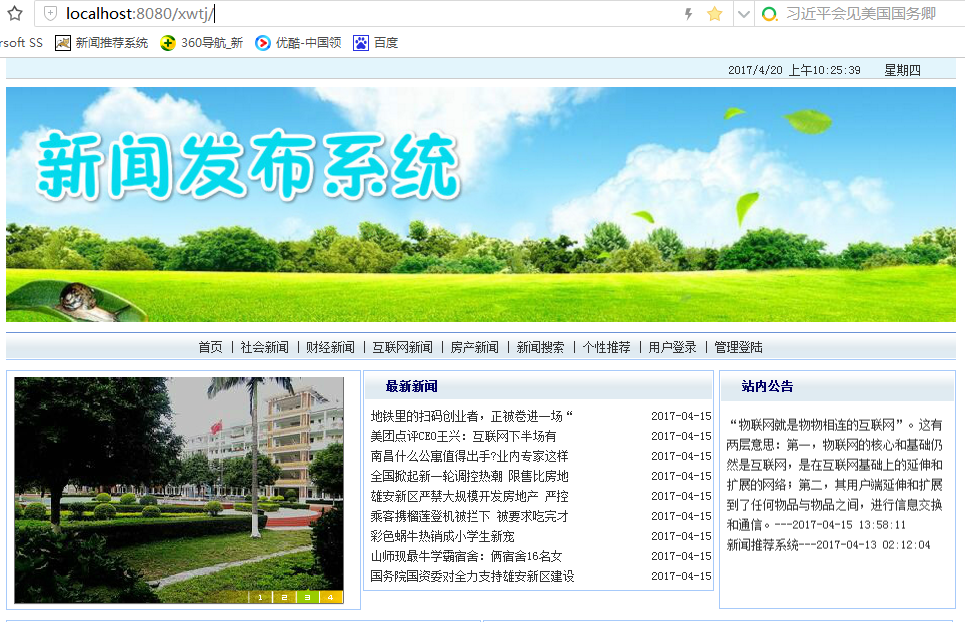 localhost:8080/xwtj/
习近平会见美国国务卿
rsoft SS 新闻推荐系统 360导航_新 优酷-中国领 百度
2017/4/20 上午10:25:39 星期四
新闻发布系统
首页 | 社会新闻 | 财经新闻 | 互联网新闻 | 房产新闻 | 新闻搜索 | 个性推荐 | 用户登录 | 管理登陆
最新新闻
地铁里的扫码创业者，正被卷进一场“ 2017-04-15
美团点评CEO王兴：互联网下半场有 2017-04-15
南昌什么公寓值得出手?业内专家这样 2017-04-15
全国掀起新一轮调控热潮 限售比房地 2017-04-15
雄安新区严禁大规模开发房地产 严控 2017-04-15
乘客携榴莲登机被拦下 被要求吃完才 2017-04-15
彩色蜗牛热销成小学生新宠 2017-04-15
山师现最牛学霸宿舍：俩宿舍16名女 2017-04-15
国务院国资委对全力支持雄安新区建设 2017-04-15
站内公告
“物联网就是物物相连的互联网”。这有
两层意思：第一，物联网的核心和基础仍
然是互联网，是在互联网基础上的延伸和
扩展的网络；第二，其用户端延伸和扩展
到了任何物品与物品之间，进行信息交换
和通信。---2017-04-15 13:58:11
新闻推荐系统---2017-04-13 02:12:04
1 2 3 4